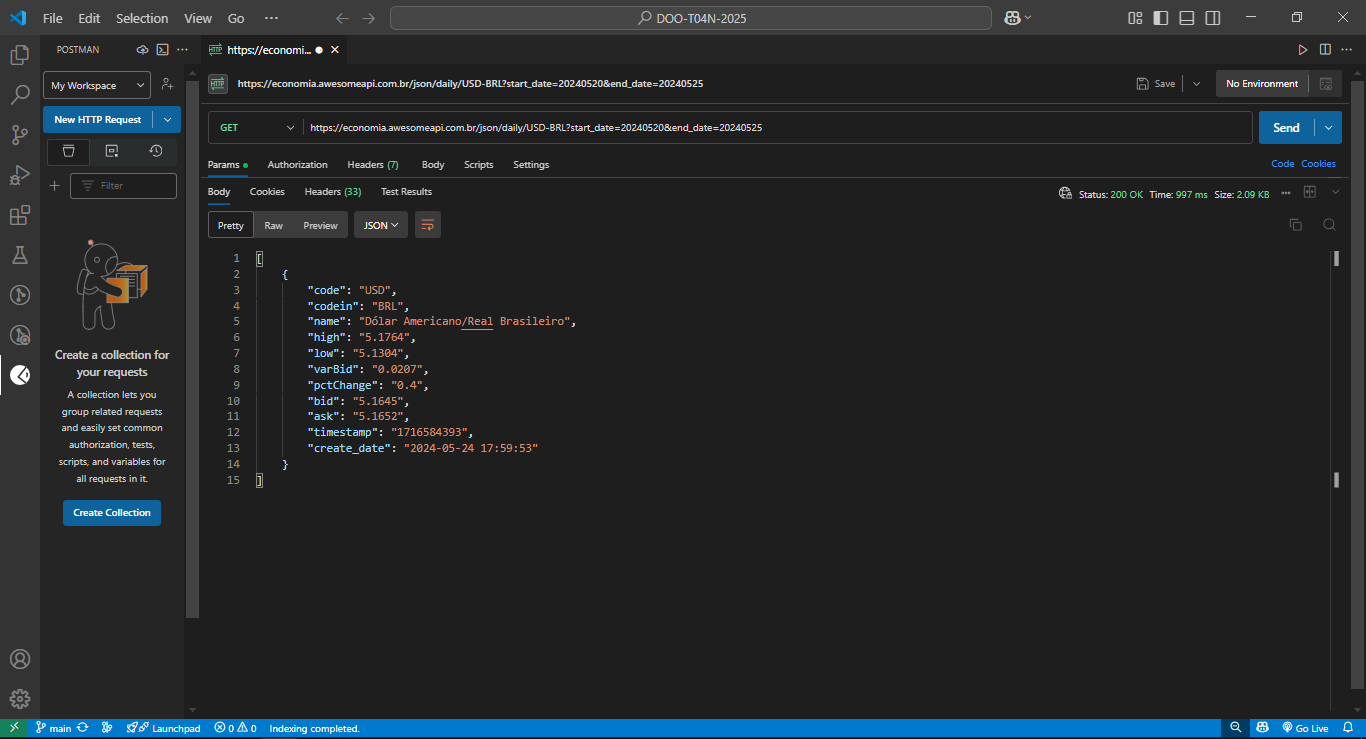 File Edit Selection View Go ··· DOO-T04N-2025
POSTMAN ···
My Workspace
New HTTP Request
Filter
Create a collection for
your requests
A collection lets you
group related requests
and easily set common
authorization, tests,
scripts, and variables for
all requests in it.
Create Collection
HTTP https://economi...
HTTP https://economia.awesomeapi.com.br/json/daily/USD-BRL?start_date=20240520&end_date=20240525 Save No Environment
GET https://economia.awesomeapi.com.br/json/daily/USD-BRL?start_date=20240520&end_date=20240525 Send
Params Authorization Headers (7) Body Scripts Settings Code Cookies
Body Cookies Headers (33) Test Results Status: 200 OK Time: 997 ms Size: 2.09 KB
Pretty Raw Preview JSON
1 [
2 {
3 "code": "USD",
4 "codein": "BRL",
5 "name": "Dólar Americano/Real Brasileiro",
6 "high": "5.1764",
7 "low": "5.1304",
8 "varBid": "0.0207",
9 "pctChange": "0.4",
10 "bid": "5.1645",
11 "ask": "5.1652",
12 "timestamp": "1716584393",
13 "create_date": "2024-05-24 17:59:53"
14 }
15 ]
main Launchpad 0 0 Indexing completed. Go Live